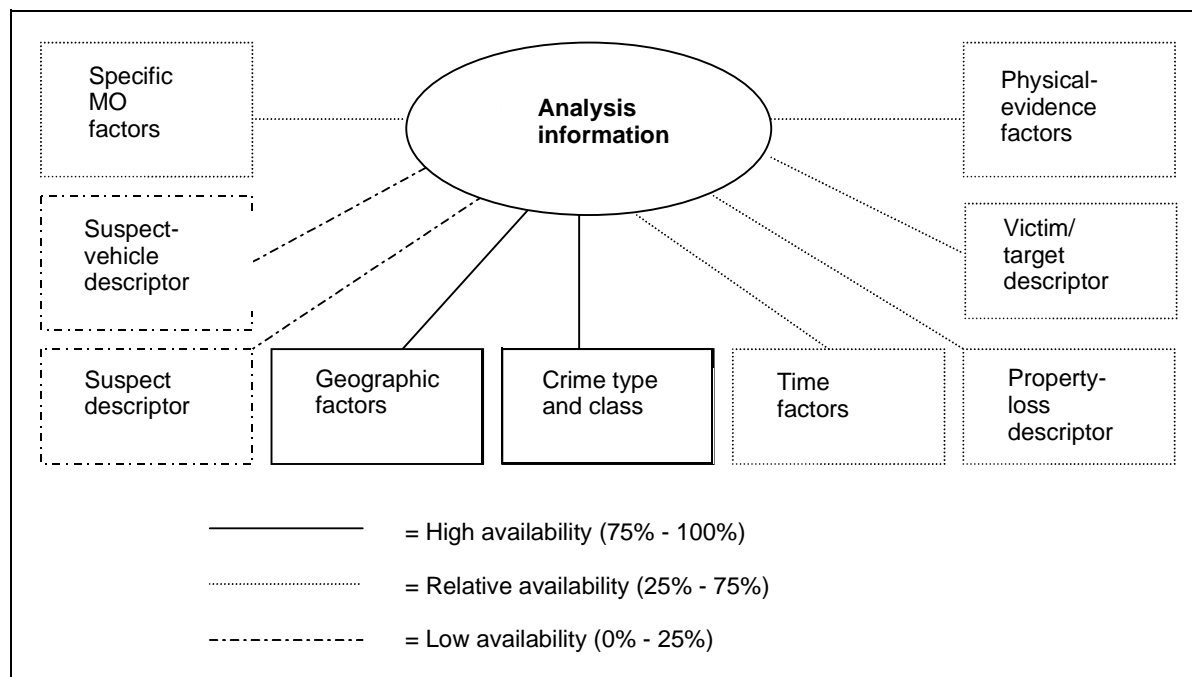 Specific
MO
factors
Analysis
information
Physical-
evidence
factors
Suspect-
vehicle
descriptor
Victim/
target
descriptor
Suspect
descriptor
Geographic
factors
Crime type
and class
Time
factors
Property-
loss
descriptor
= High availability (75% - 100%)
= Relative availability (25% - 75%)
= Low availability (0% - 25%)